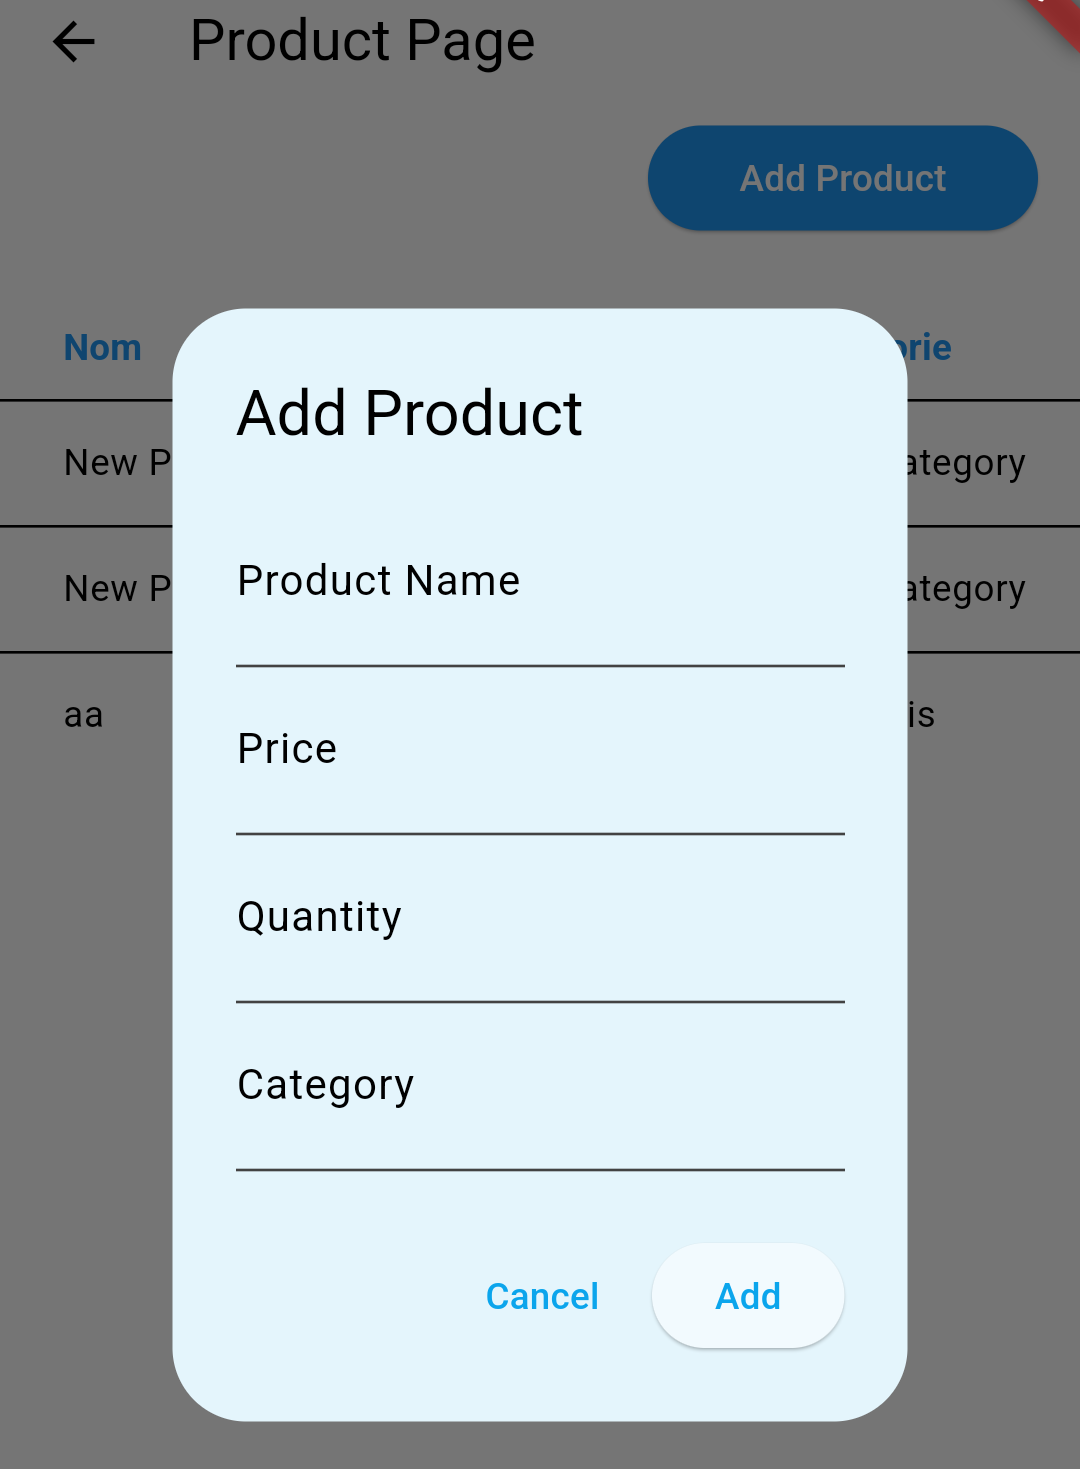 Product Page
Add Product
Nom
orie
Add Product
New P
ategory
Product Name
New P
ategory
aa
is
Price
Quantity
Category
Cancel
Add